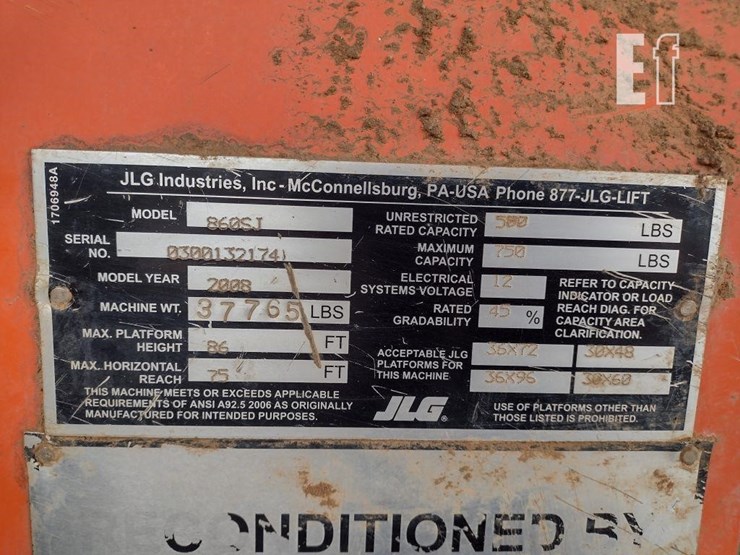 Ef
1706948A
JLG Industries, Inc - McConnellsburg, PA-USA Phone 877-JLG-LIFT
MODEL 860SJ
SERIAL NO. 0300132174
MODEL YEAR 2008
MACHINE WT. 37765 LBS
MAX. PLATFORM HEIGHT 86 FT
MAX. HORIZONTAL REACH 75 FT
THIS MACHINE MEETS OR EXCEEDS APPLICABLE
REQUIREMENTS OF ANSI A92.5 2006 AS ORIGINALLY
MANUFACTURED FOR INTENDED PURPOSES.
UNRESTRICTED RATED CAPACITY 500 LBS
MAXIMUM CAPACITY 750 LBS
ELECTRICAL SYSTEMS VOLTAGE 12
RATED GRADABILITY 45 %
REFER TO CAPACITY
INDICATOR OR LOAD
REACH DIAG. FOR
CAPACITY AREA
CLARIFICATION.
ACCEPTABLE JLG
PLATFORMS FOR
THIS MACHINE
36X72 30X48
36X96 30X60
JLG®
USE OF PLATFORMS OTHER THAN
THOSE LISTED IS PROHIBITED.